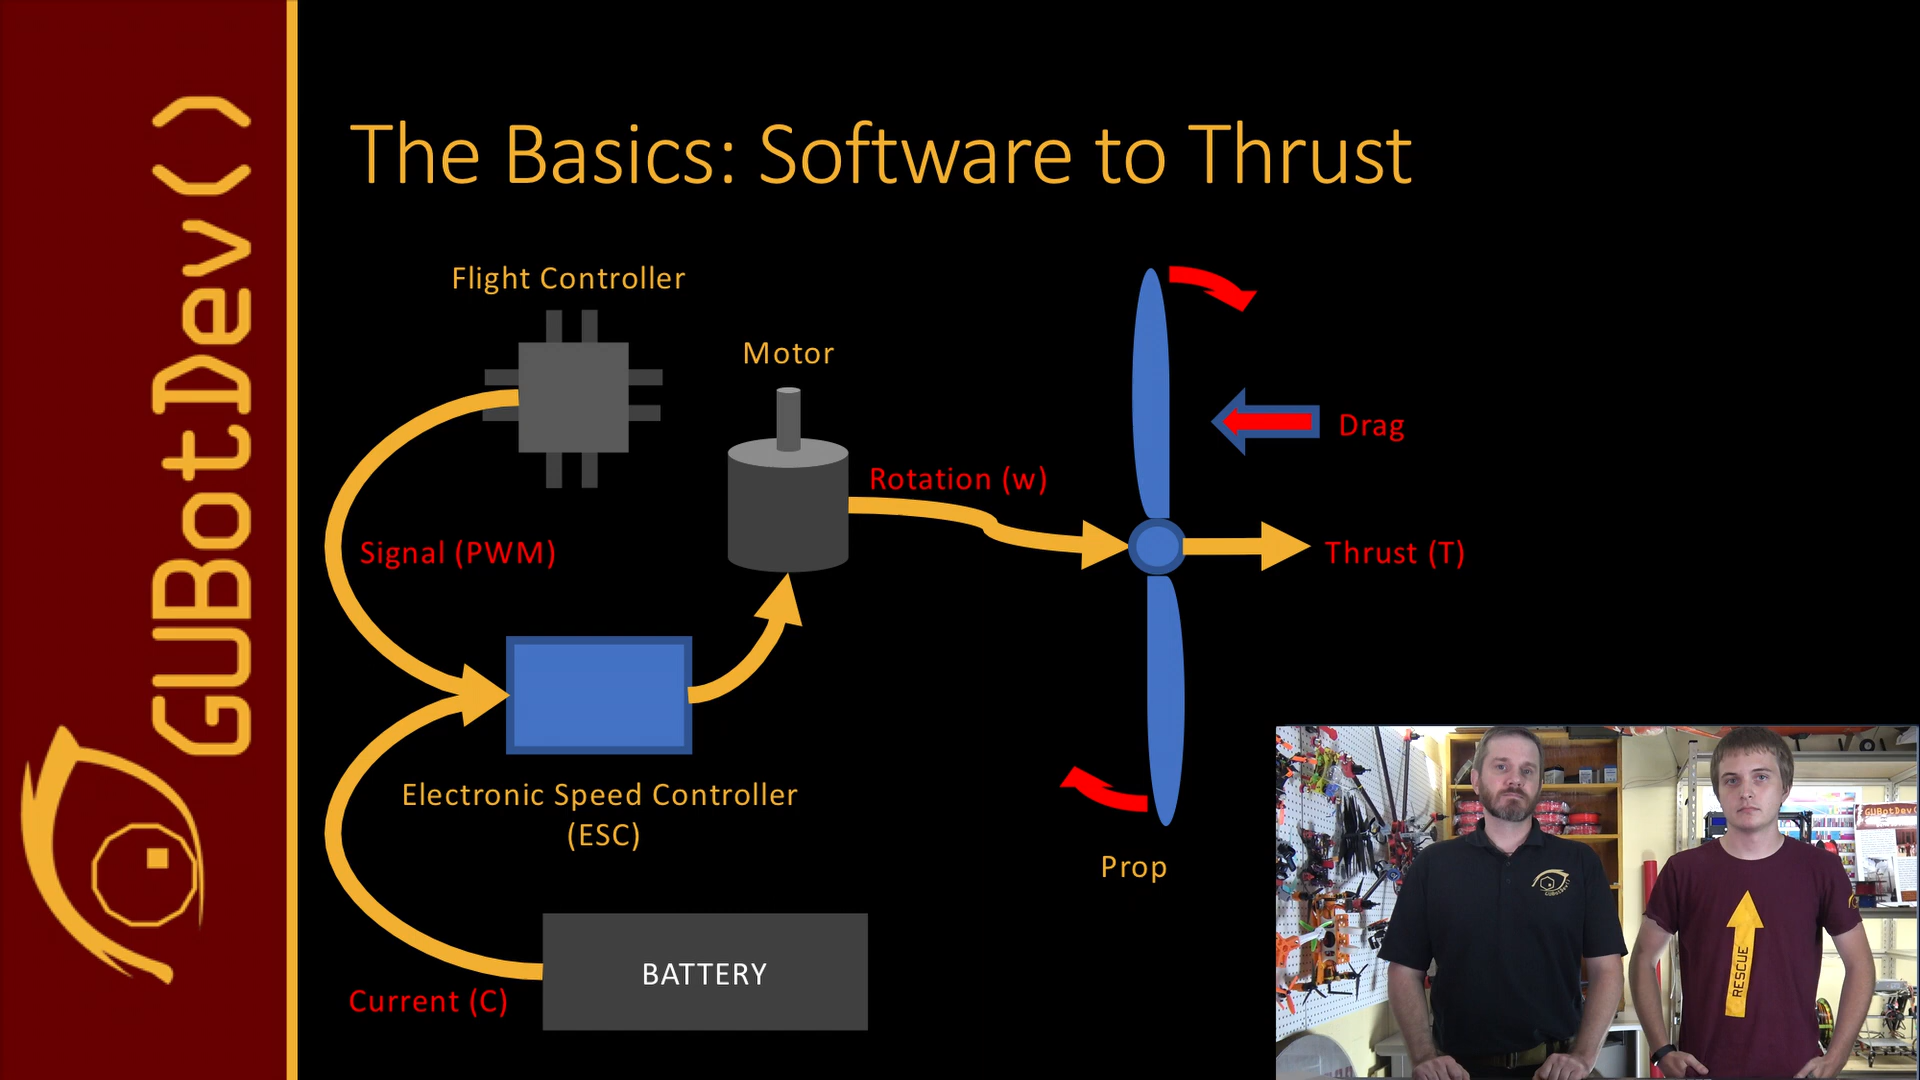 GUBotDev()
The Basics: Software to Thrust
Flight Controller
Motor
Drag
Rotation (w)
Signal (PWM)
Thrust (T)
Electronic Speed Controller
(ESC)
Prop
BATTERY
Current (C)
GUBotDev()
RESCUE